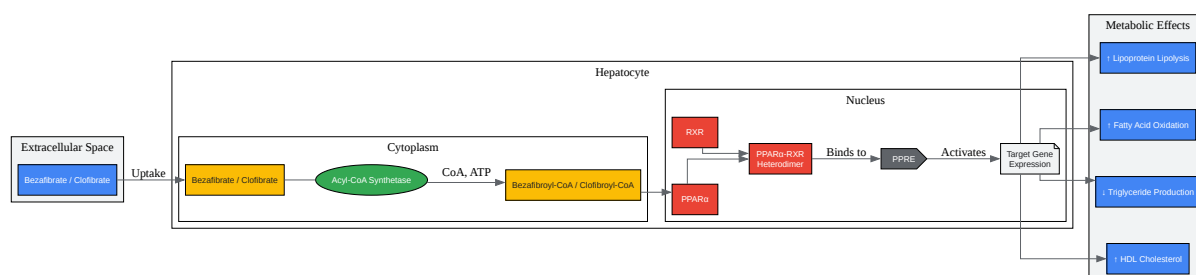 Metabolic Effects
↑ Lipoprotein Lipolysis
Hepatocyte
Nucleus
Extracellular Space
Cytoplasm
RXR
↑ Fatty Acid Oxidation
Bezafibrate / Clofibrate
Uptake
Bezafibrate / Clofibrate
Acyl-CoA Synthetase
CoA, ATP
Bezafibroyl-CoA / Clofibroyl-CoA
PPARα
PPARα-RXR
Heterodimer
Binds to
PPRE
Activates
Target Gene
Expression
↓ Triglyceride Production
↑ HDL Cholesterol